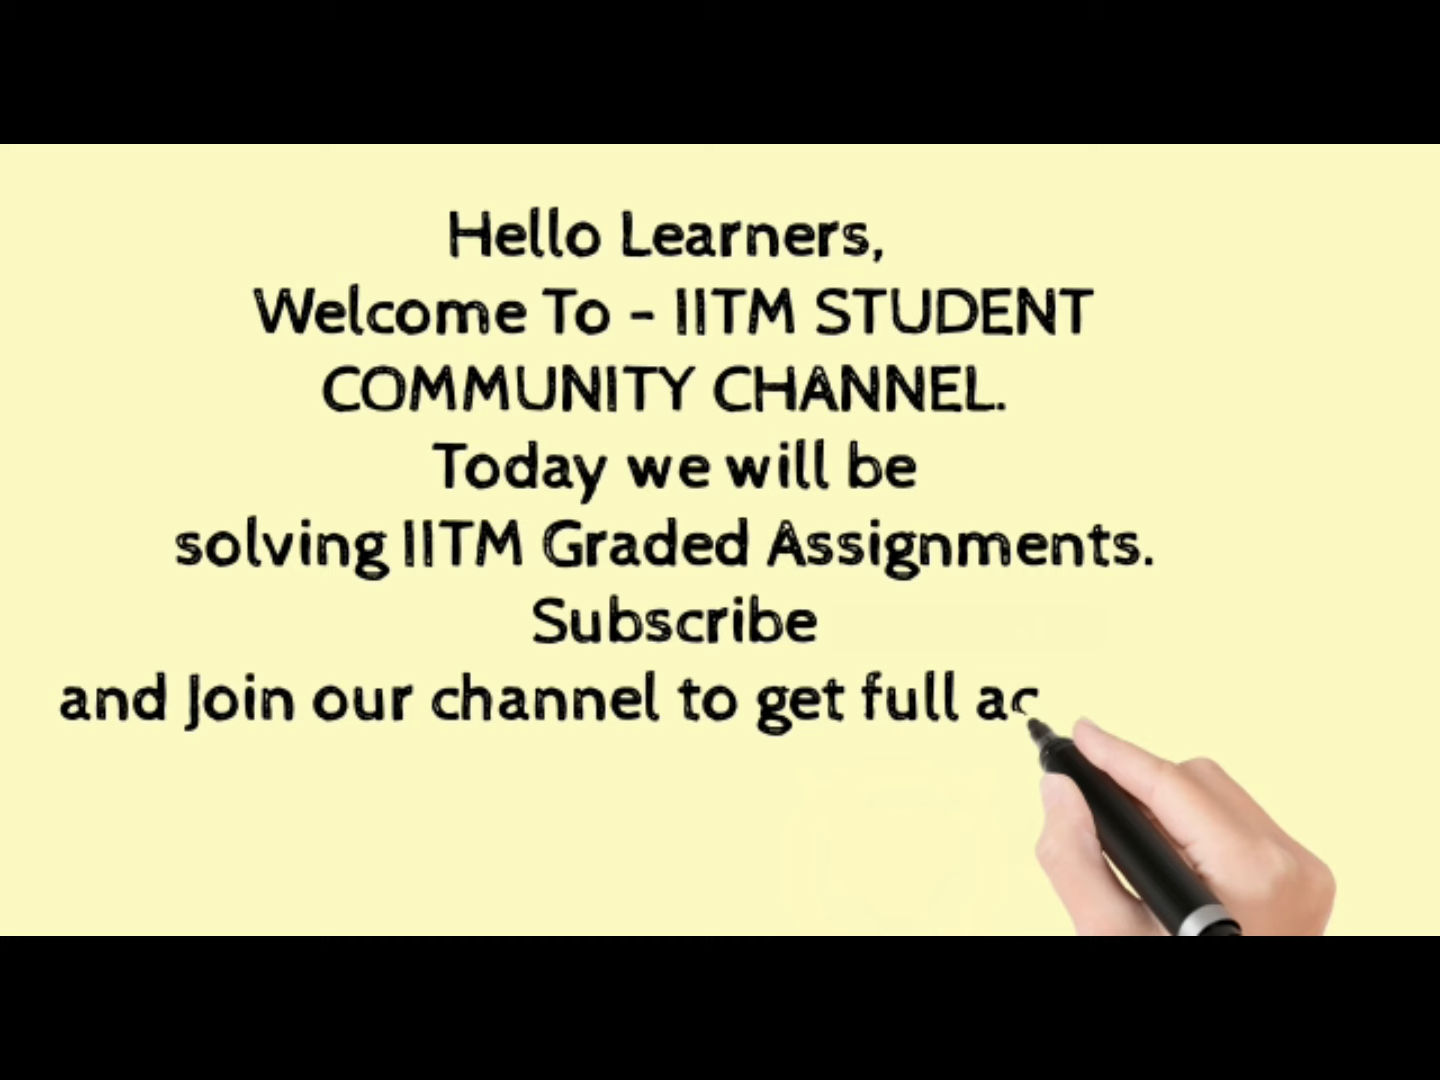 Hello Learners,
Welcome To - IITM STUDENT
COMMUNITY CHANNEL.
Today we will be
solving IITM Graded Assignments.
Subscribe
and Join our channel to get full ac